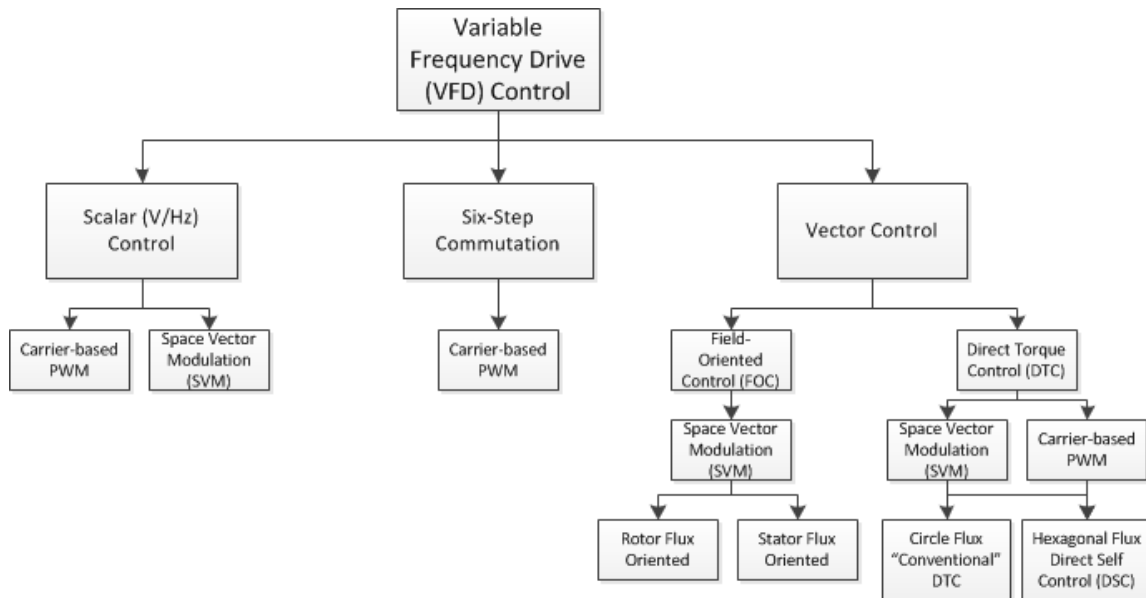 Variable
Frequency Drive
(VFD) Control
Scalar (V/Hz)
Control
Six-Step
Commutation
Vector Control
Carrier-based
PWM
Space Vector
Modulation
(SVM)
Carrier-based
PWM
Field-
Oriented
Control (FOC)
Direct Torque
Control (DTC)
Space Vector
Modulation
(SVM)
Space Vector
Modulation
(SVM)
Carrier-based
PWM
Rotor Flux
Oriented
Stator Flux
Oriented
Circle Flux
“Conventional”
DTC
Hexagonal Flux
Direct Self
Control (DSC)